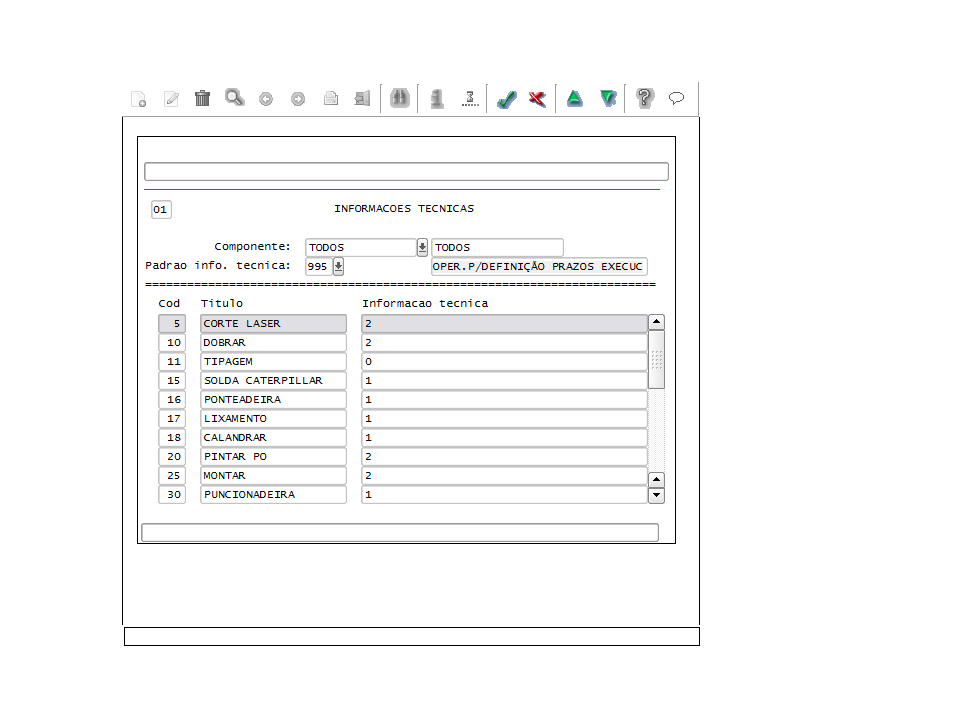 01 INFORMACOES TECNICAS
Componente: TODOS TODOS
Padrao info. tecnica: 995 OPER.P/DEFINIÇÃO PRAZOS EXECUC
=========================================================================
Cod Titulo Informacao tecnica
5 CORTE LASER 2
10 DOBRAR 2
11 TIPAGEM 0
15 SOLDA CATERPILLAR 1
16 PONTEADEIRA 1
17 LIXAMENTO 1
18 CALANDRAR 1
20 PINTAR PO 2
25 MONTAR 2
30 PUNCIONADEIRA 1